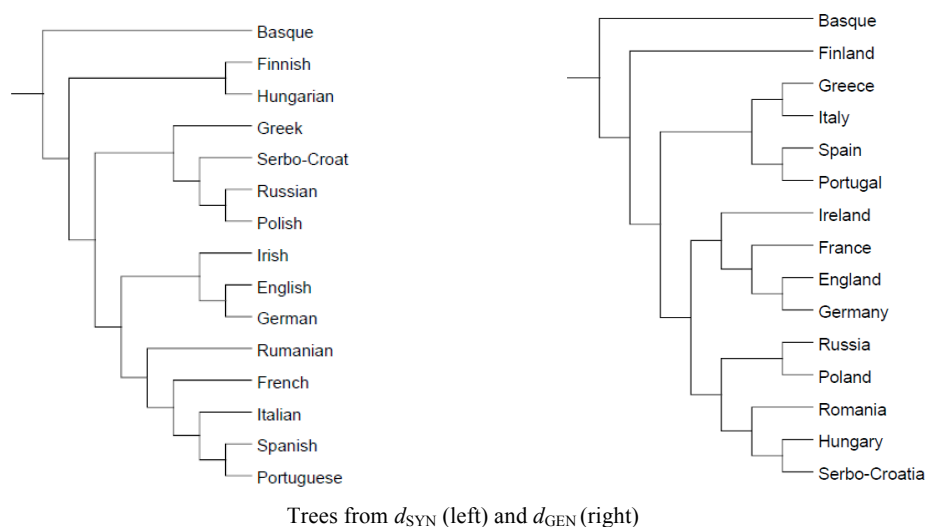 Basque
Finnish
Hungarian
Greek
Serbo-Croat
Russian
Polish
Irish
English
German
Rumanian
French
Italian
Spanish
Portuguese
Basque
Finland
Greece
Italy
Spain
Portugal
Ireland
France
England
Germany
Russia
Poland
Romania
Hungary
Serbo-Croatia
Trees from dSYN (left) and dGEN (right)